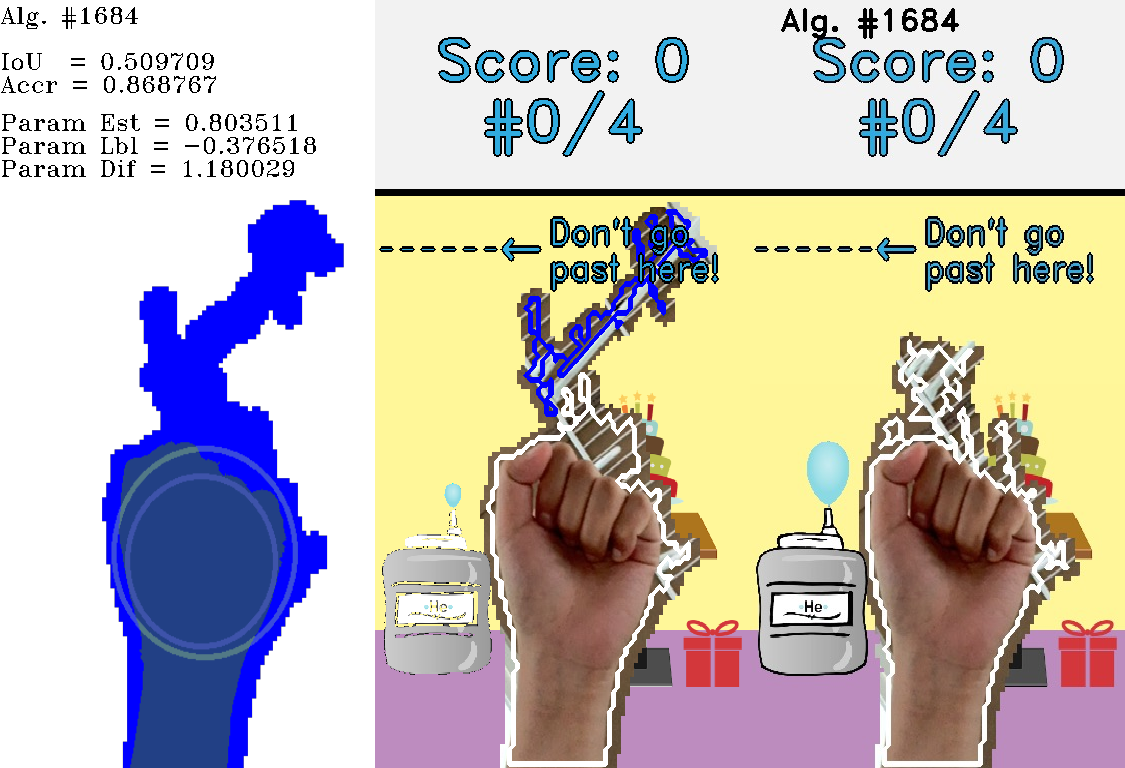 Alg. #1684
IoU = 0.509709
Accr = 0.868767
Param Est = 0.803511
Param Lbl = −0.376518
Param Dif = 1.180029
Score: 0
#0/4
Don't go
past here!
He
Alg. #1684
Score: 0
#0/4
Don't go
past here!
He